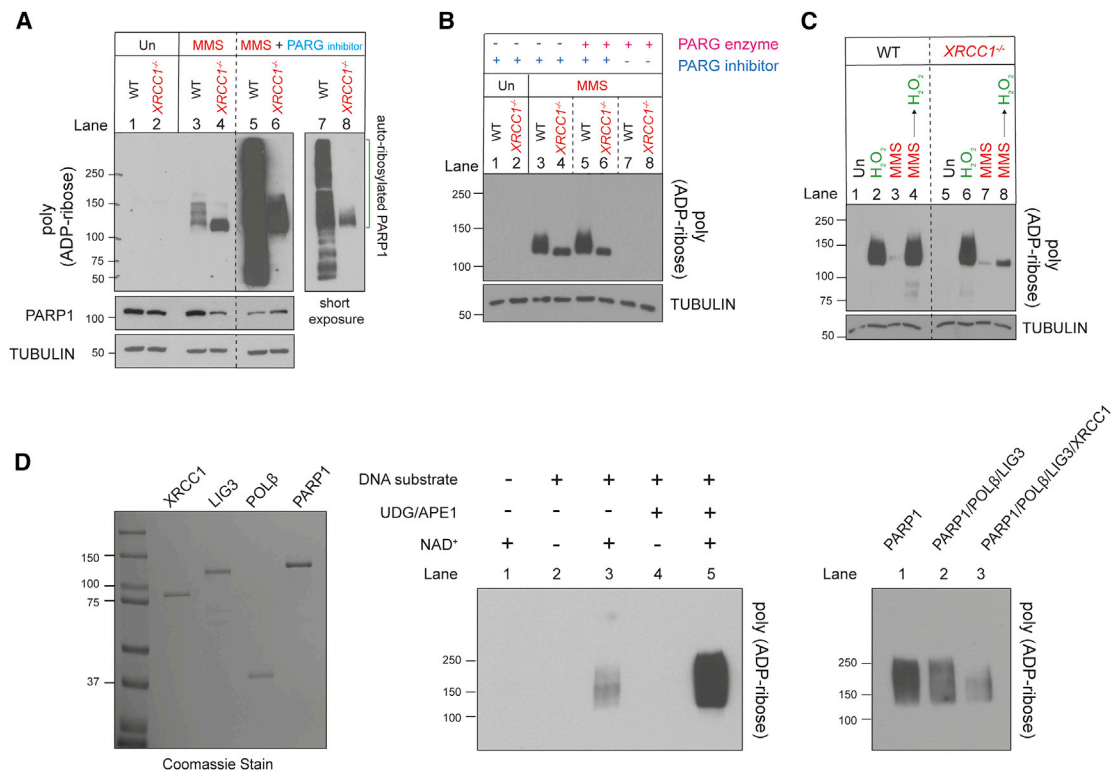 A
Un
MMS
MMS + PARG inhibitor
WT
XRCC1-/-
WT
XRCC1-/-
WT
XRCC1-/-
WT
XRCC1-/-
Lane 1 2 3 4 5 6 7 8
poly
(ADP-ribose)
250
150
100
75
50
auto-ribosylated PARP1
short
exposure
PARP1
100
TUBULIN
50
B
- - - - + + + + PARG enzyme
+ + + + + + - - PARG inhibitor
Un
MMS
WT
XRCC1-/-
WT
XRCC1-/-
WT
XRCC1-/-
WT
XRCC1-/-
Lane
1 2 3 4 5 6 7 8
250
150
100
poly
(ADP-ribose)
50
TUBULIN
C
WT
XRCC1-/-
Un
H2O2
MMS
MMS → H2O2
Un
H2O2
MMS
MMS → H2O2
Lane
1 2 3 4 5 6 7 8
250
150
100
75
poly
(ADP-ribose)
50
TUBULIN
D
XRCC1
LIG3
POLβ
PARP1
150
100
75
37
Coomassie Stain
DNA substrate - + + + +
UDG/APE1 - - - + +
NAD+ + - + - +
Lane 1 2 3 4 5
250
150
100
poly (ADP-ribose)
PARP1
PARP1/POLβ/LIG3
PARP1/POLβ/LIG3/XRCC1
Lane 1 2 3
250
150
100
poly (ADP-ribose)